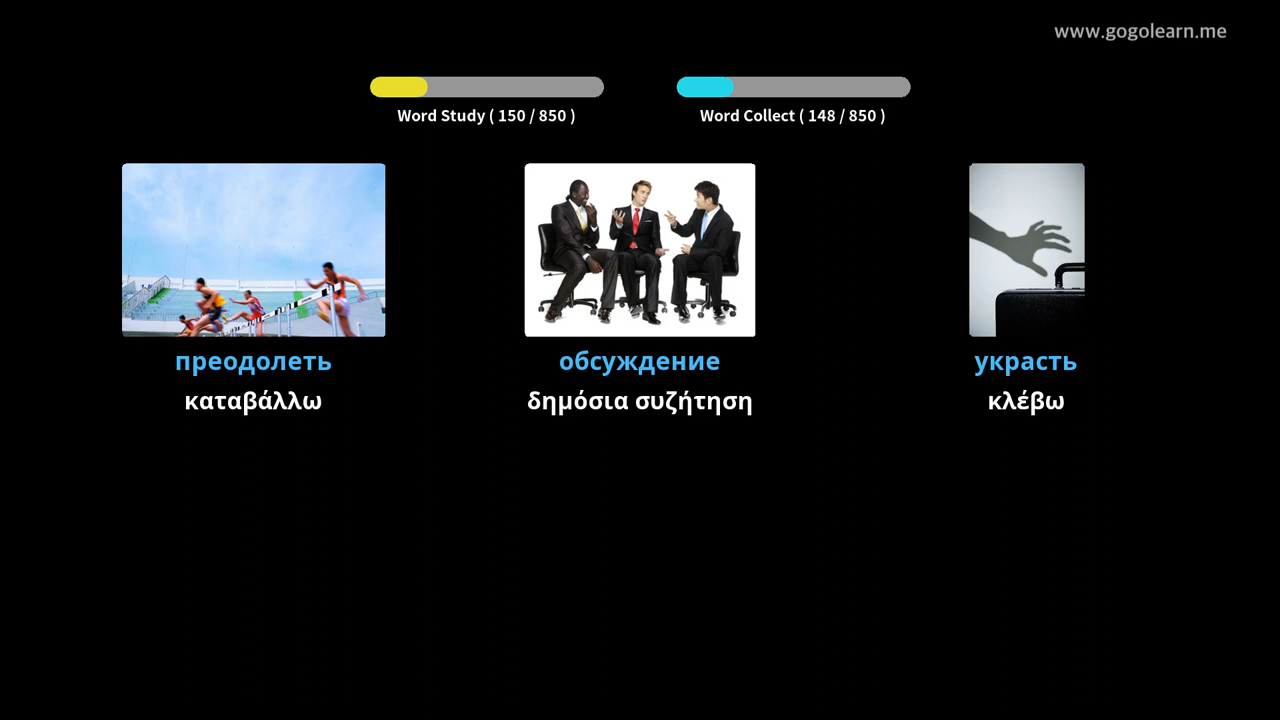 www.gogolearn.me
Word Study ( 150 / 850 )
Word Collect ( 148 / 850 )
преодолеть
καταβάλλω
обсуждение
δημόσια συζήτηση
украсть
κλέβω